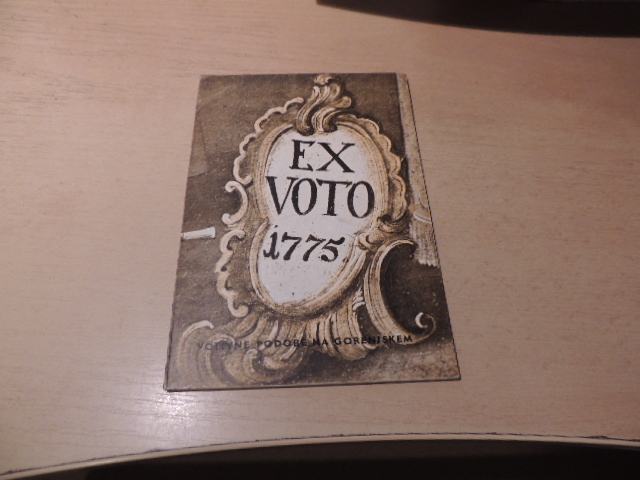 EX
VOTO
1775
VOTIVNE PODOBE NA GORENJSKEM